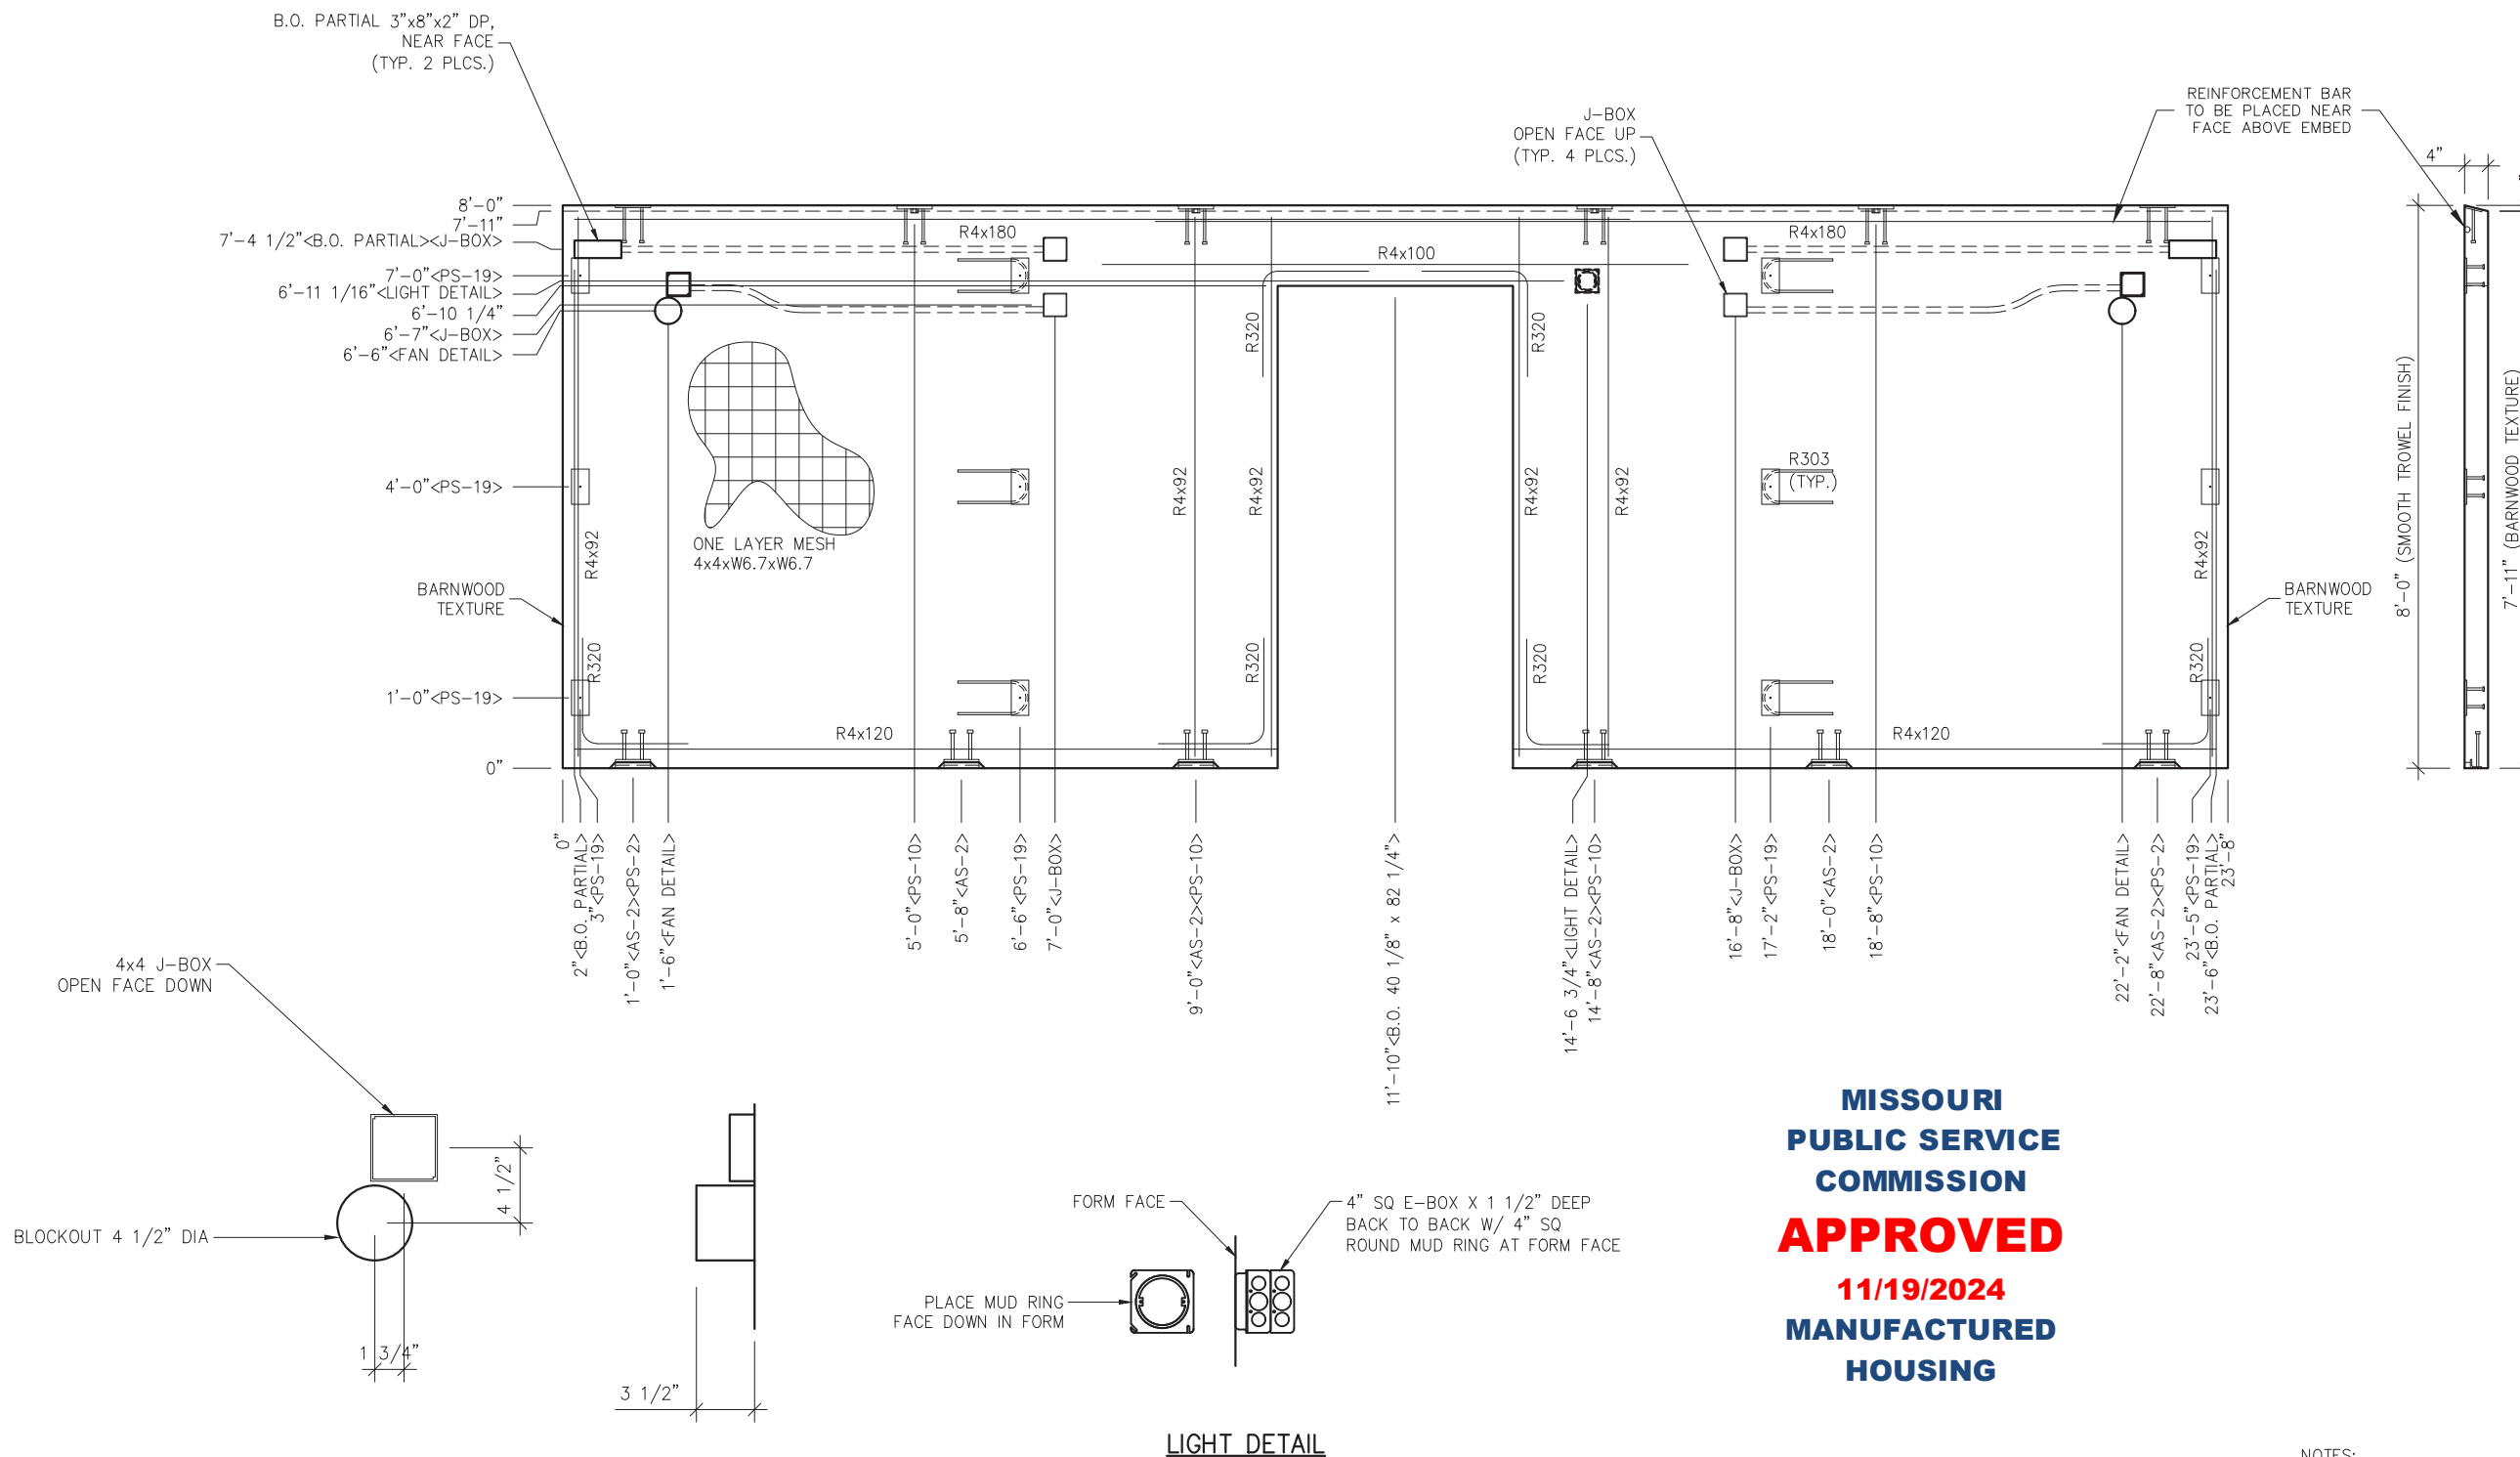 B.O. PARTIAL 3"x8"x2" DP,
NEAR FACE
(TYP. 2 PLCS.)
J-BOX
OPEN FACE UP
(TYP. 4 PLCS.)
REINFORCEMENT BAR
TO BE PLACED NEAR
FACE ABOVE EMBED
4"
8'-0"
7'-11"
7'-4 1/2"<B.O. PARTIAL><J-BOX>
7'-0"<PS-19>
6'-11 1/16"<LIGHT DETAIL>
6'-10 1/4"
6'-7"<J-BOX>
6'-6"<FAN DETAIL>
4'-0"<PS-19>
1'-0"<PS-19>
0"
R4x180
R4x100
R4x180
R320
R320
R4x92
R4x92
R4x92
R4x92
R4x92
R4x92
R303
(TYP.)
ONE LAYER MESH
4x4xW6.7xW6.7
BARNWOOD
TEXTURE
BARNWOOD
TEXTURE
R320
R320
R320
R320
R4x120
R4x120
8'-0" (SMOOTH TROWEL FINISH)
7'-11" (BARNWOOD TEXTURE)
0"
2"<B.O. PARTIAL>
3"<PS-19>
1'-0"<AS-2><PS-2>
1'-6"<FAN DETAIL>
5'-0"<PS-10>
5'-8"<AS-2>
6'-6"<PS-19>
7'-0"<J-BOX>
9'-0"<AS-2><PS-10>
11'-10"<B.O. 40 1/8" x 82 1/4">
14'-6 3/4"<LIGHT DETAIL>
14'-8"<AS-2><PS-10>
16'-8"<J-BOX>
17'-2"<PS-19>
18'-0"<AS-2>
18'-8"<PS-10>
22'-2"<FAN DETAIL>
22'-8"<AS-2><PS-2>
23'-5"<PS-19>
23'-6"<B.O. PARTIAL>
23'-8"
4x4 J-BOX
OPEN FACE DOWN
BLOCKOUT 4 1/2" DIA
4 1/2"
1 3/4"
3 1/2"
FORM FACE
4" SQ E-BOX X 1 1/2" DEEP
BACK TO BACK W/ 4" SQ
ROUND MUD RING AT FORM FACE
PLACE MUD RING
FACE DOWN IN FORM
LIGHT DETAIL
MISSOURI
PUBLIC SERVICE
COMMISSION
APPROVED
11/19/2024
MANUFACTURED
HOUSING
NOTES: